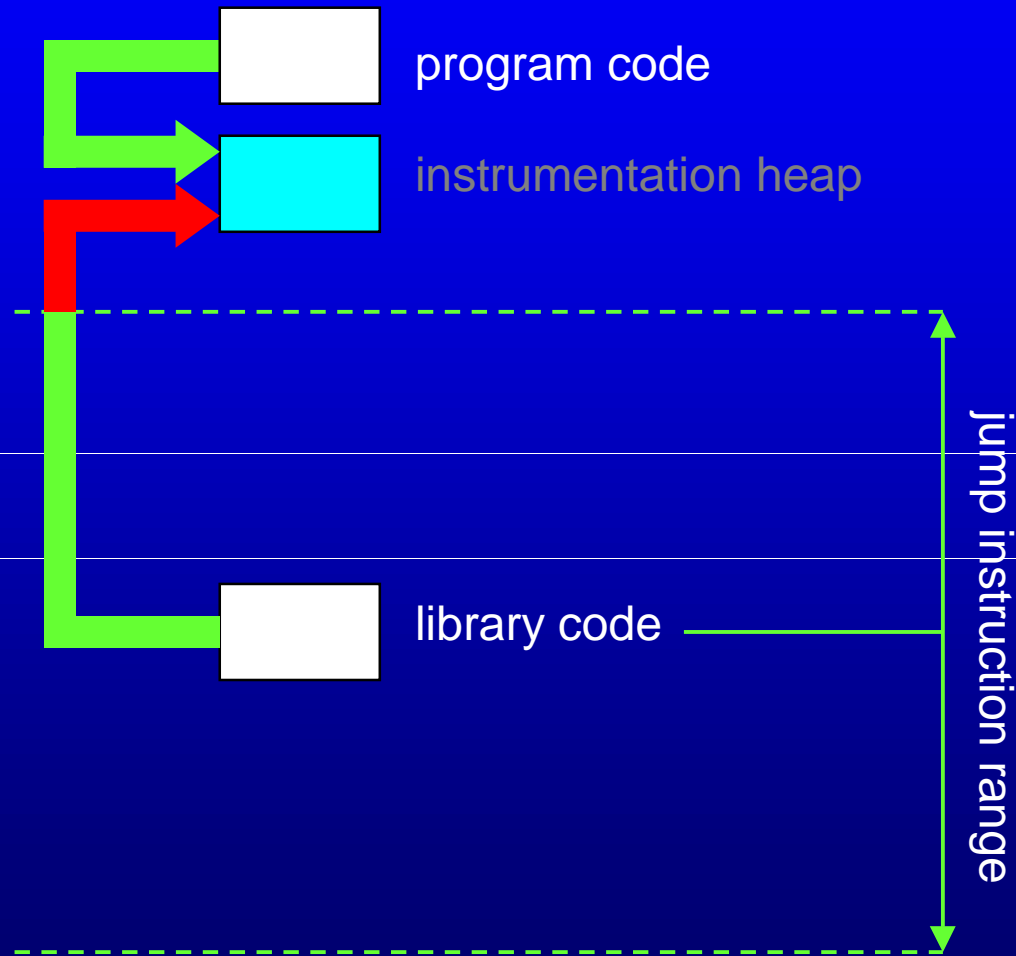 program code
instrumentation heap
library code
jump instruction range